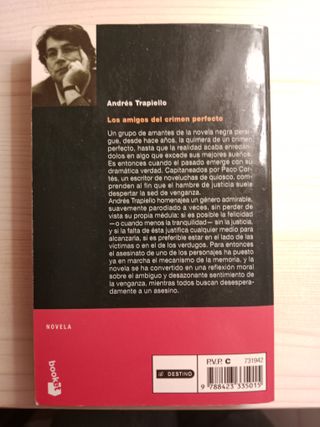 Andrés Trapiello
Los amigos del crimen perfecto
Un grupo de amantes de la novela negra persi-
gue, desde hace años, la quimera de un crimen
perfecto, hasta que la realidad acaba enredán-
dolos en algo que excede sus mejores sueños.
Es entonces cuando el pasado emerge con su
dramática verdad. Capitaneados por Paco Cor-
tés, un escritor de noveluchas de quiosco, com-
prenden al fin que el hambre de justicia suele
despertar la sed de venganza.
Andrés Trapiello homenajea un género admirable,
suavemente parodiado a veces, sin perder de
vista su propia médula: si es posible la felicidad
—o cuando menos la tranquilidad— sin la justicia,
y si la falta de ésta justifica cualquier medio para
alcanzarla, si es preferible estar en el lado de las
víctimas o en el de los verdugos. Para entonces
el asesinato de uno de los personajes ha puesto
ya en marcha el mecanismo de la memoria, y la
novela se ha convertido en una reflexión moral
sobre el ambiguo y desazonante sentimiento de
la venganza, mientras todos buscan desespera-
damente a un asesino.
NOVELA
booket
DESTINO
P.V.P. C
731942
9 788423 335015